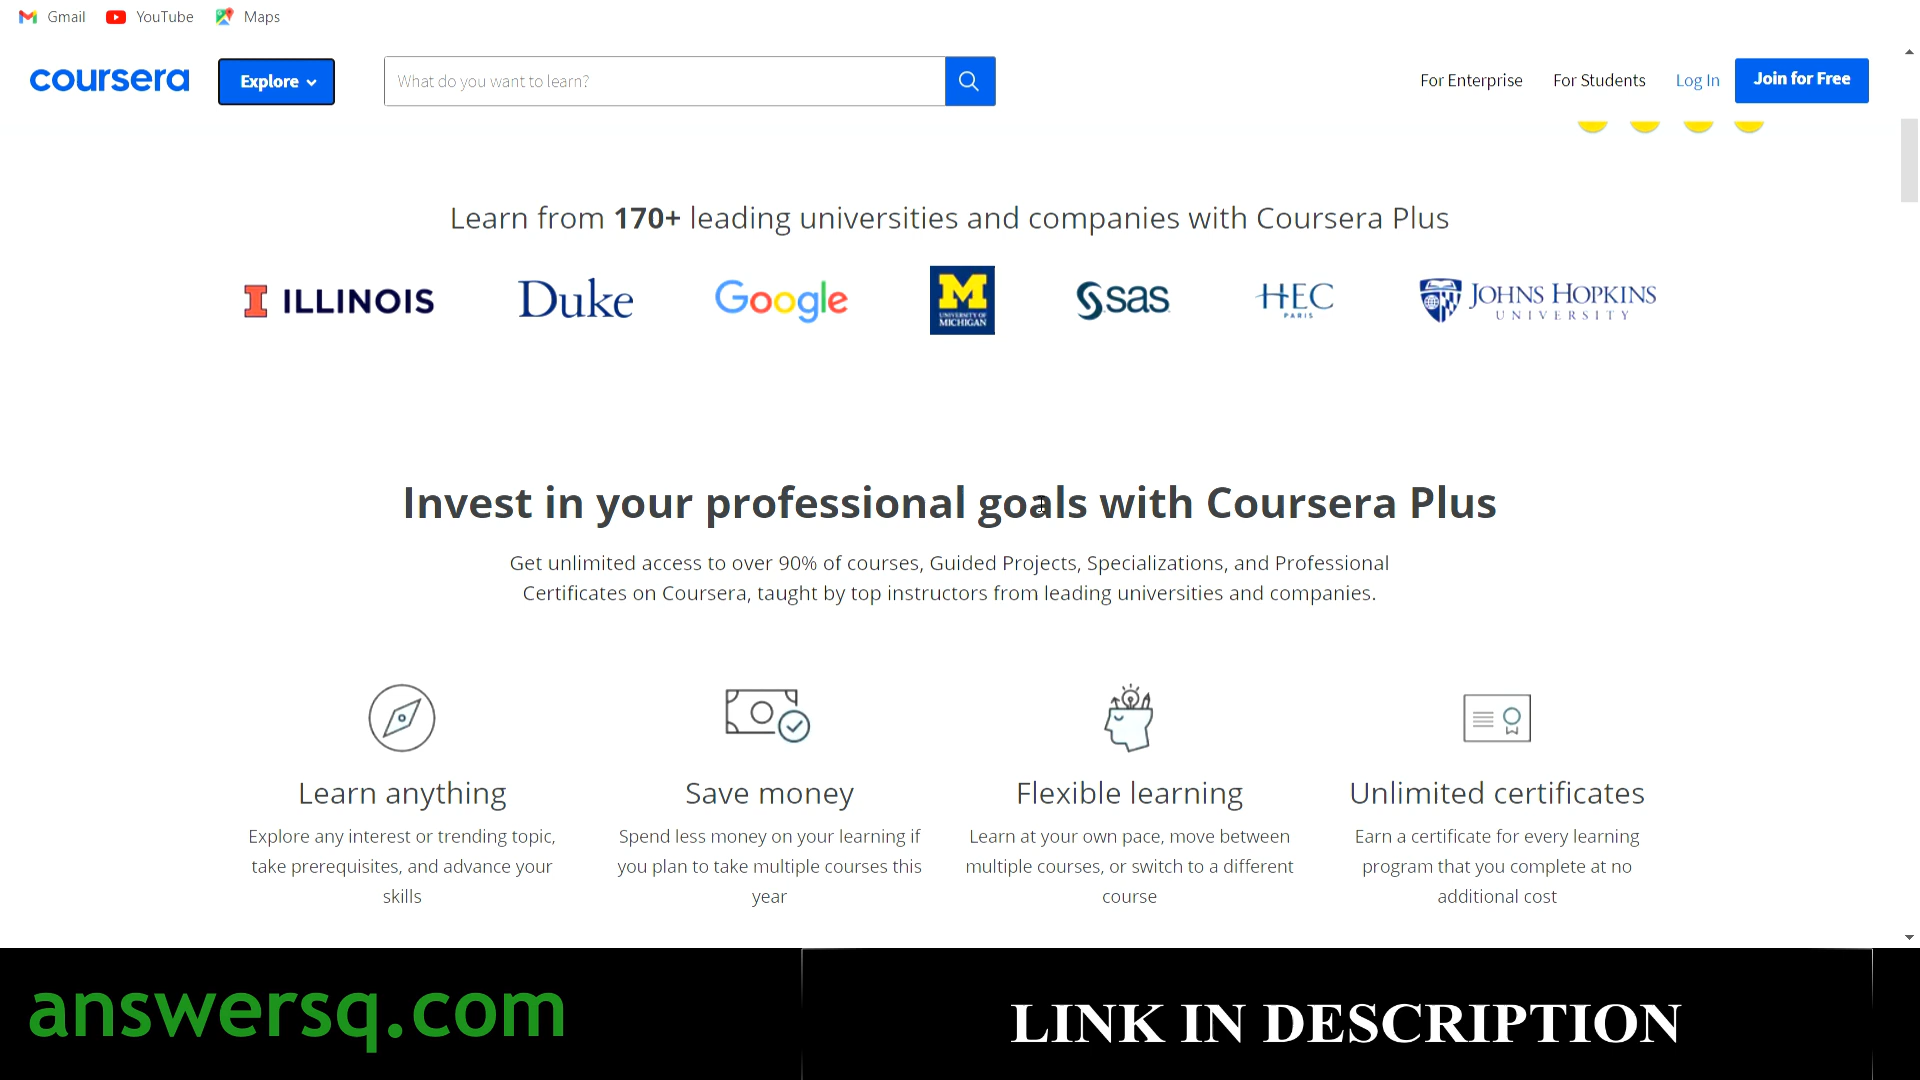 Gmail YouTube Maps
coursera Explore What do you want to learn? For Enterprise For Students Log In Join for Free
Learn from 170+ leading universities and companies with Coursera Plus
ILLINOIS Duke Google M UNIVERSITY OF MICHIGAN sas HEC PARIS JOHNS HOPKINS UNIVERSITY
Invest in your professional goals with Coursera Plus
Get unlimited access to over 90% of courses, Guided Projects, Specializations, and Professional
Certificates on Coursera, taught by top instructors from leading universities and companies.
Learn anything
Explore any interest or trending topic,
take prerequisites, and advance your
skills
Save money
Spend less money on your learning if
you plan to take multiple courses this
year
Flexible learning
Learn at your own pace, move between
multiple courses, or switch to a different
course
Unlimited certificates
Earn a certificate for every learning
program that you complete at no
additional cost
answersq.com
LINK IN DESCRIPTION